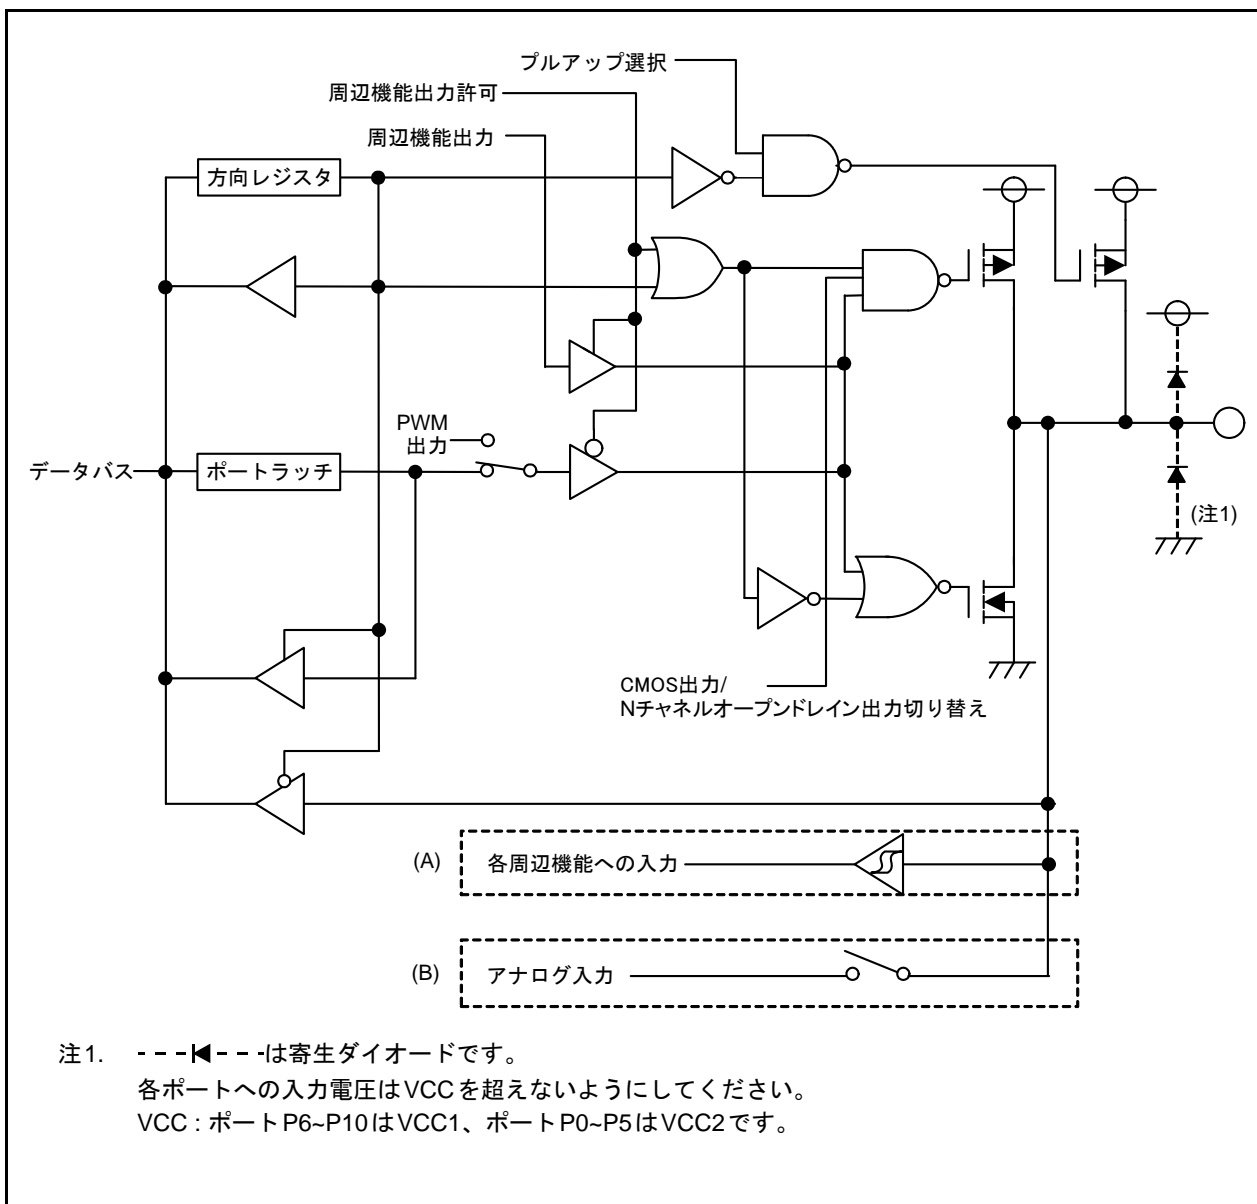 プルアップ選択
周辺機能出力許可
周辺機能出力
方向レジスタ
PWM
出力
データバス
ポートラッチ
(注1)
CMOS出力/
Nチャネルオープンドレイン出力切り替え
(A)
各周辺機能への入力
(B)
アナログ入力
注1. は寄生ダイオードです。
各ポートへの入力電圧はVCCを超えないようにしてください。
VCC : ポートP6~P10はVCC1、ポートP0~P5はVCC2です。